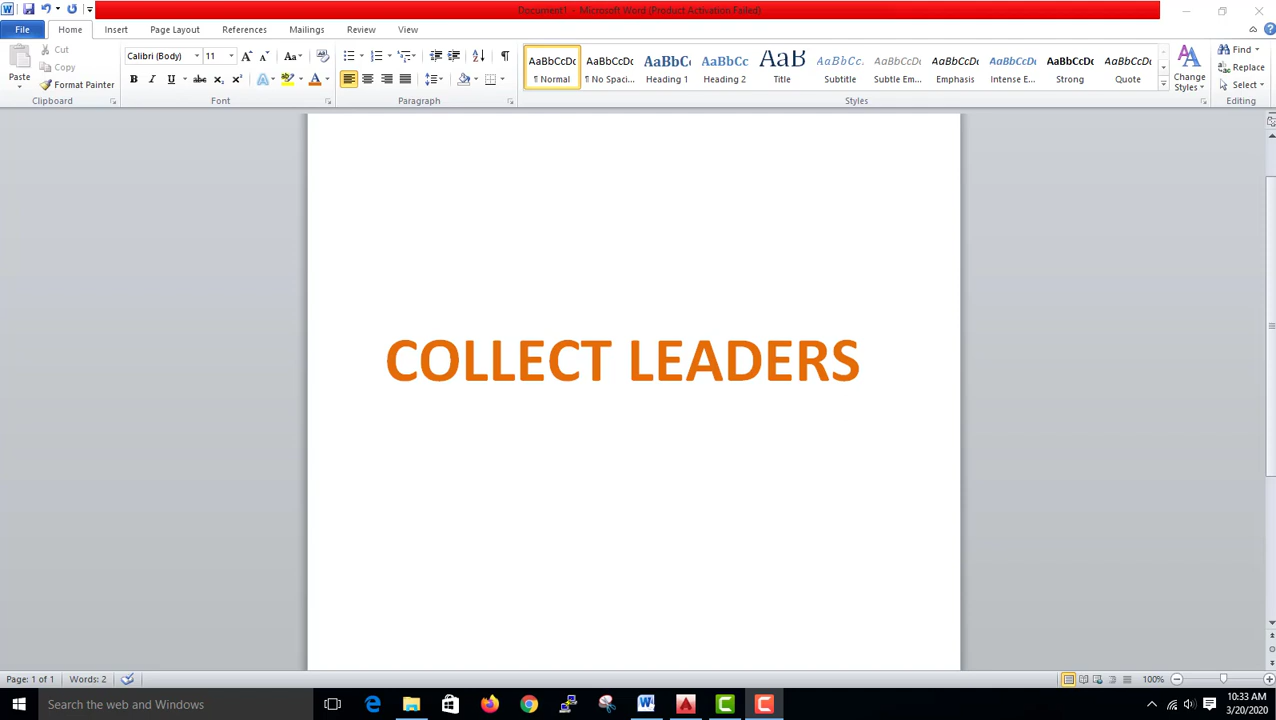 Document1 - Microsoft Word (Product Activation Failed)
File Home Insert Page Layout References Mailings Review View
Paste
Cut
Copy
Format Painter
Clipboard
Calibri (Body) 11
Font
Paragraph
AaBbCcDc AaBbCcDc AaBbCc AaBbCc AaB AaBbCc. AaBbCcDc AaBbCcDc AaBbCcDc AaBbCcDc AaBbCcDc
¶ Normal ¶ No Spaci... Heading 1 Heading 2 Title Subtitle Subtle Em... Emphasis Intense E... Strong Quote
Change Styles
Styles
Find
Replace
Select
Editing
COLLECT LEADERS
Page: 1 of 1 Words: 2 100%
Search the web and Windows
10:33 AM
3/20/2020